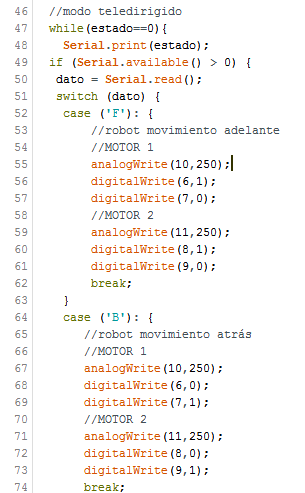 46 //modo teledirigido
47 while(estado==0){
48 Serial.print(estado);
49 if (Serial.available() > 0) {
50 dato = Serial.read();
51 switch (dato) {
52 case ('F'): {
53 //robot movimiento adelante
54 //MOTOR 1
55 analogWrite(10,250);
56 digitalWrite(6,1);
57 digitalWrite(7,0);
58 //MOTOR 2
59 analogWrite(11,250);
60 digitalWrite(8,1);
61 digitalWrite(9,0);
62 break;
63 }
64 case ('B'): {
65 //robot movimiento atrás
66 //MOTOR 1
67 analogWrite(10,250);
68 digitalWrite(6,0);
69 digitalWrite(7,1);
70 //MOTOR 2
71 analogWrite(11,250);
72 digitalWrite(8,0);
73 digitalWrite(9,1);
74 break;